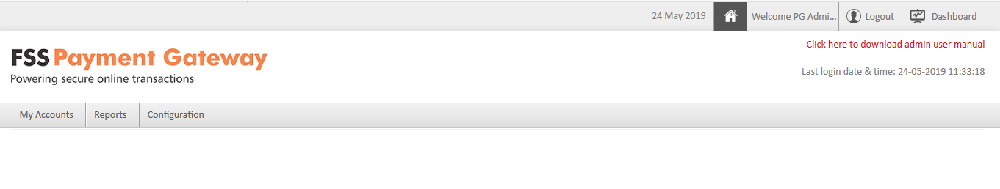 24 May 2019 Welcome PG Admi... Logout Dashboard
Click here to download admin user manual
FSS Payment Gateway
Last login date & time: 24-05-2019 11:33:18
Powering secure online transactions
My Accounts Reports Configuration